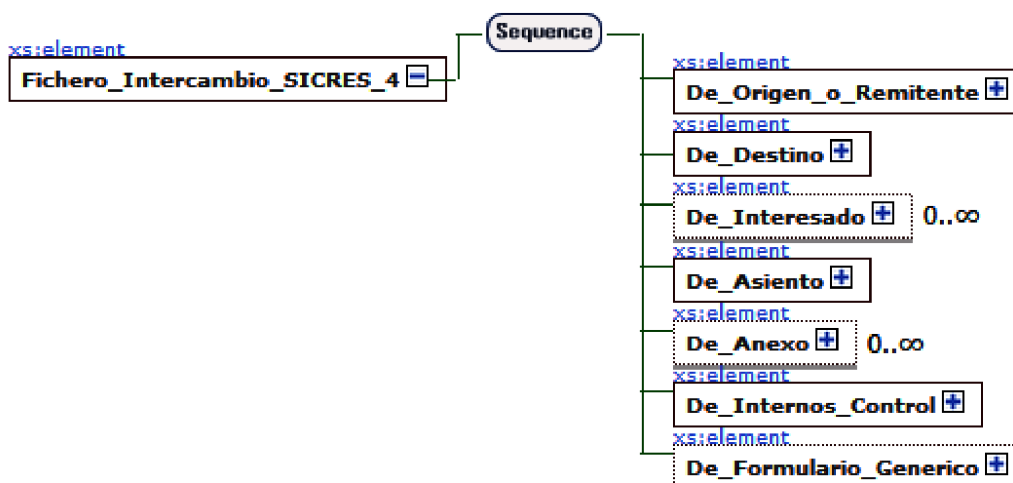 Sequence
xs:element
Fichero_Intercambio_SICRES_4
xs:element
De_Origen_o_Remitente
xs:element
De_Destino
xs:element
De_Interesado 0..∞
xs:element
De_Asiento
xs:element
De_Anexo 0..∞
xs:element
De_Internos_Control
xs:element
De_Formulario_Generico